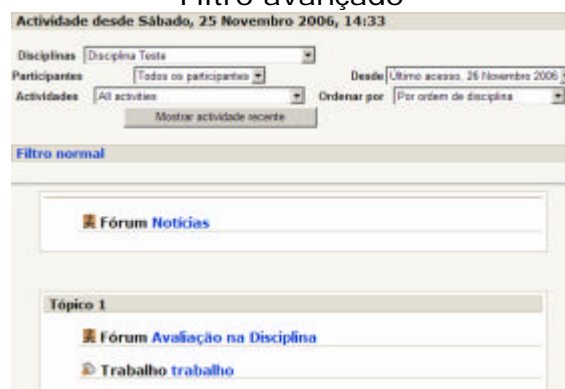 Filtro avançado
Actividade desde Sábado, 25 Novembro 2006, 14:33
Disciplinas Disciplina Teste
Participantes Todos os participantes Desde Último acesso, 26 Novembro 2006
Actividades All activities Ordenar por Por ordem de disciplina
Mostrar actividade recente
Filtro normal
Fórum Notícias
Tópico 1
Fórum Avaliação na Disciplina
Trabalho trabalho